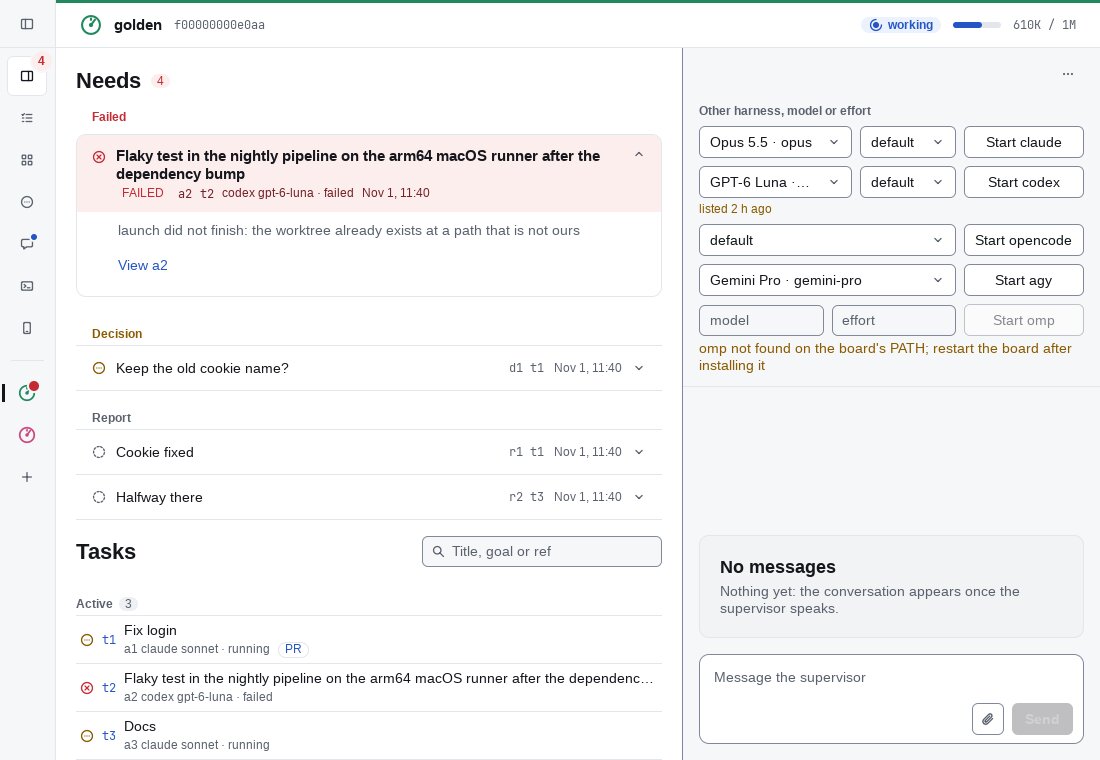 golden f00000000e0aa
working
610K / 1M
4
Needs 4
Failed
Flaky test in the nightly pipeline on the arm64 macOS runner after the
dependency bump
FAILED a2 t2 codex gpt-6-luna · failed Nov 1, 11:40
launch did not finish: the worktree already exists at a path that is not ours
View a2
Decision
Keep the old cookie name? d1 t1 Nov 1, 11:40
Report
Cookie fixed r1 t1 Nov 1, 11:40
Halfway there r2 t3 Nov 1, 11:40
Tasks
Title, goal or ref
Active 3
t1 Fix login
a1 claude sonnet · running PR
t2 Flaky test in the nightly pipeline on the arm64 macOS runner after the dependenc…
a2 codex gpt-6-luna · failed
t3 Docs
a3 claude sonnet · running
Other harness, model or effort
Opus 5.5 · opus default Start claude
GPT-6 Luna ·… default Start codex
listed 2 h ago
default Start opencode
Gemini Pro · gemini-pro Start agy
model effort Start omp
omp not found on the board's PATH; restart the board after
installing it
No messages
Nothing yet: the conversation appears once the
supervisor speaks.
Message the supervisor
Send